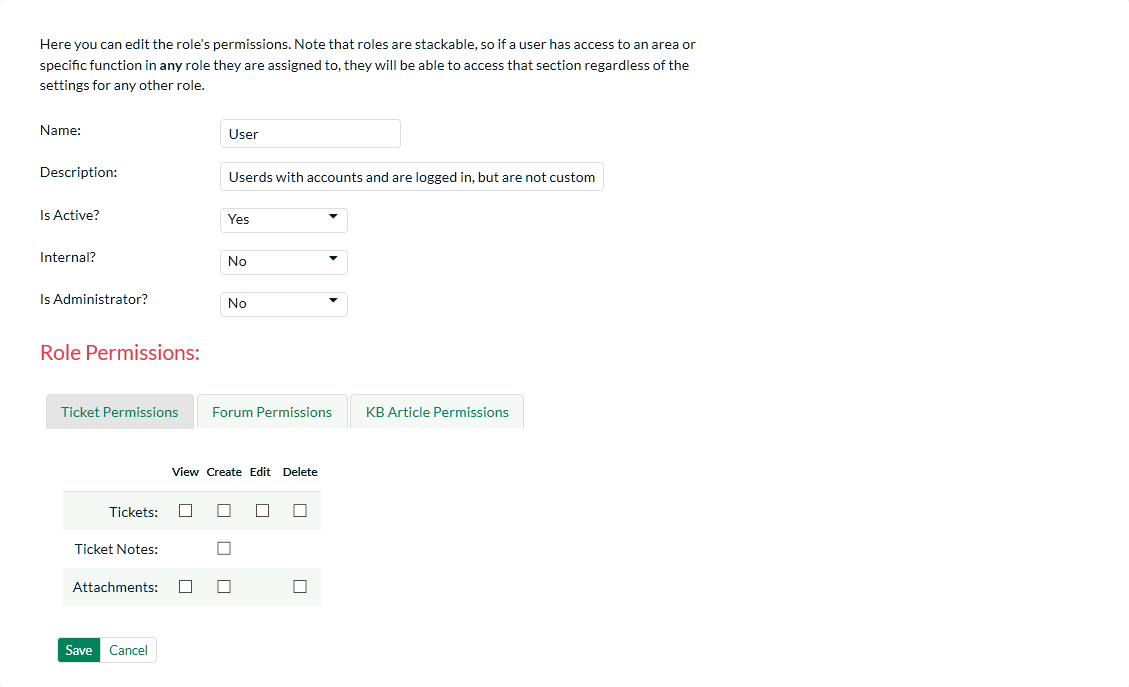 Here you can edit the role's permissions. Note that roles are stackable, so if a user has access to an area or
specific function in any role they are assigned to, they will be able to access that section regardless of the
settings for any other role.
Name:
User
Description:
Userds with accounts and are logged in, but are not custom
Is Active?
Yes
Internal?
No
Is Administrator?
No
Role Permissions:
Ticket Permissions Forum Permissions KB Article Permissions
View Create Edit Delete
Tickets:
Ticket Notes:
Attachments:
Save Cancel